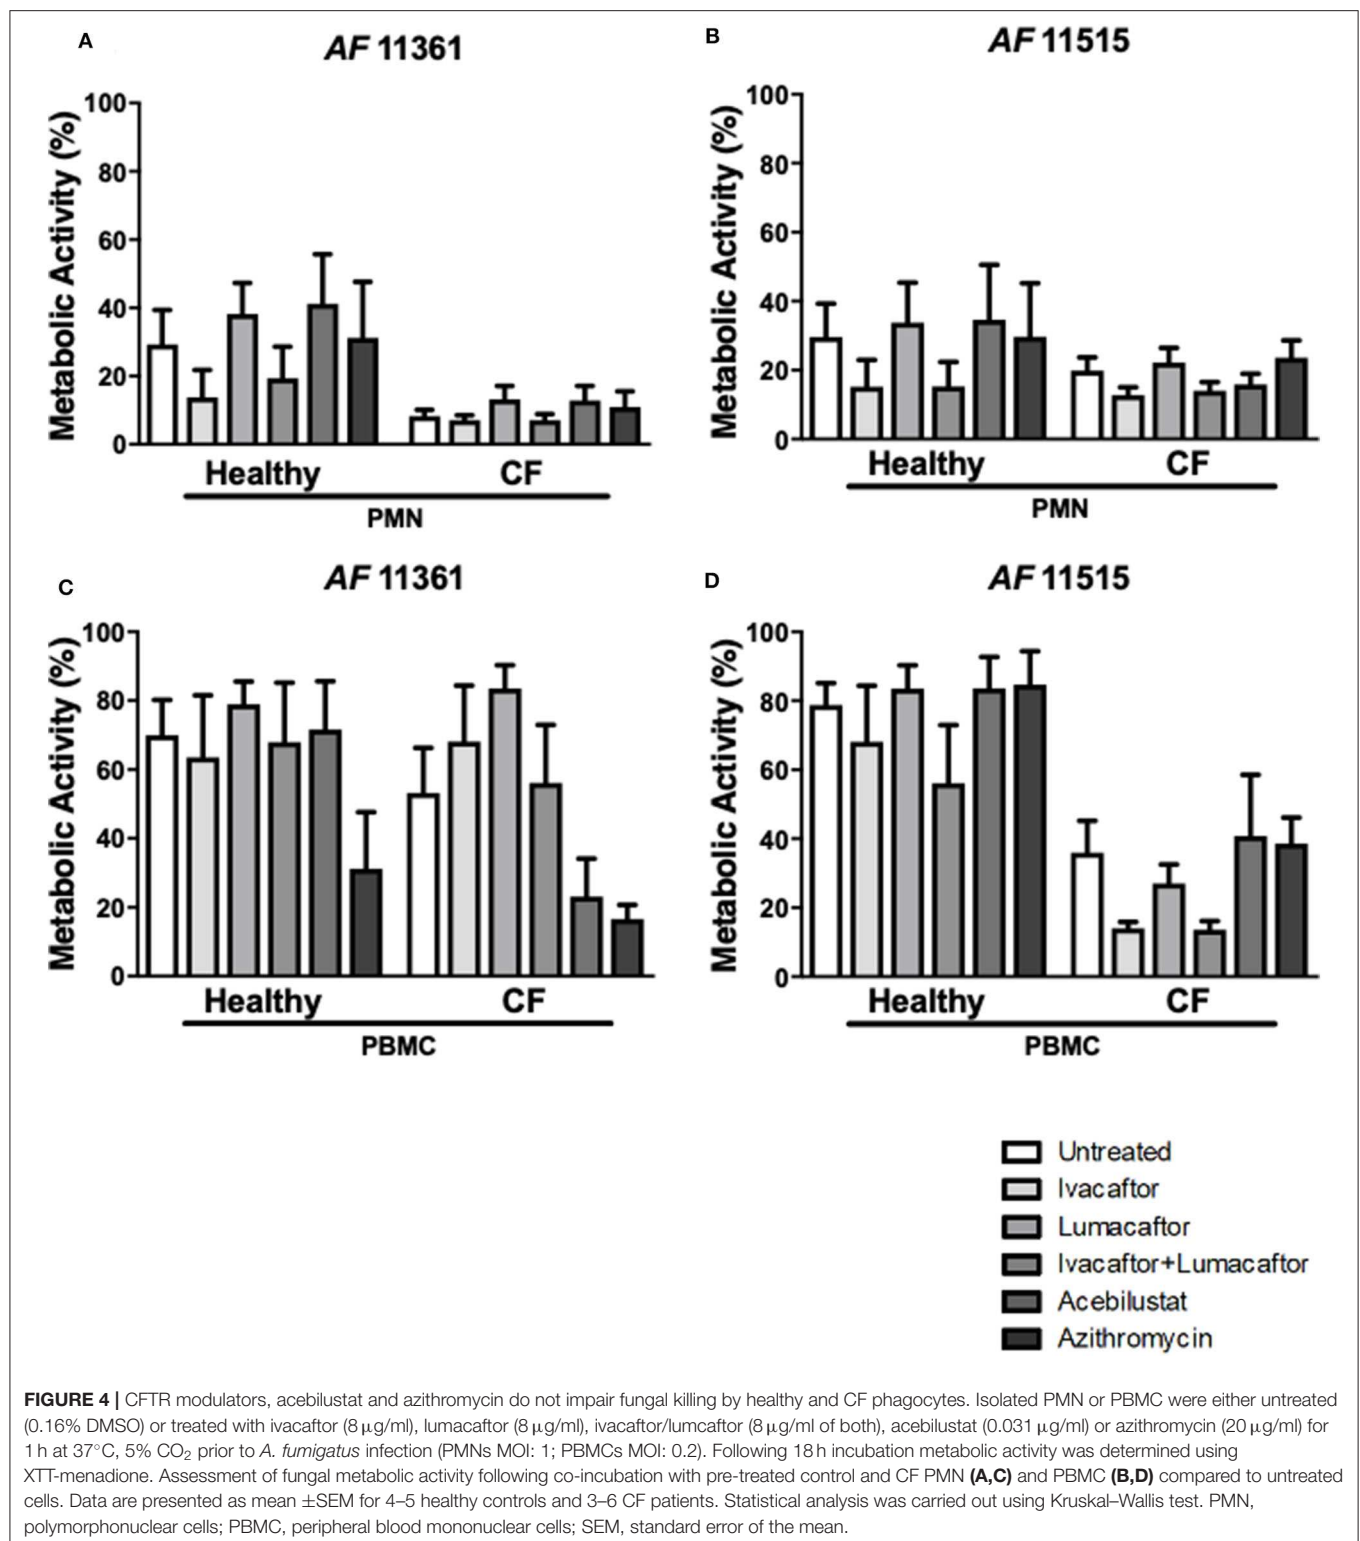 A
AF 11361
Metabolic Activity (%)
100
80
60
40
20
0
Healthy
CF
PMN
B
AF 11515
Metabolic Activity (%)
100
80
60
40
20
0
Healthy
CF
PMN
C
AF 11361
Metabolic Activity (%)
100
80
60
40
20
0
Healthy
CF
PBMC
D
AF 11515
Metabolic Activity (%)
100
80
60
40
20
0
Healthy
CF
PBMC
Untreated
Ivacaftor
Lumacaftor
Ivacaftor+Lumacaftor
Acebilustat
Azithromycin
FIGURE 4 | CFTR modulators, acebilustat and azithromycin do not impair fungal killing by healthy and CF phagocytes. Isolated PMN or PBMC were either untreated
(0.16% DMSO) or treated with ivacaftor (8 μg/ml), lumacaftor (8 μg/ml), ivacaftor/lumcaftor (8 μg/ml of both), acebilustat (0.031 μg/ml) or azithromycin (20 μg/ml) for
1 h at 37°C, 5% CO₂ prior to A. fumigatus infection (PMNs MOI: 1; PBMCs MOI: 0.2). Following 18 h incubation metabolic activity was determined using
XTT-menadione. Assessment of fungal metabolic activity following co-incubation with pre-treated control and CF PMN (A,C) and PBMC (B,D) compared to untreated
cells. Data are presented as mean ±SEM for 4–5 healthy controls and 3–6 CF patients. Statistical analysis was carried out using Kruskal–Wallis test. PMN,
polymorphonuclear cells; PBMC, peripheral blood mononuclear cells; SEM, standard error of the mean.